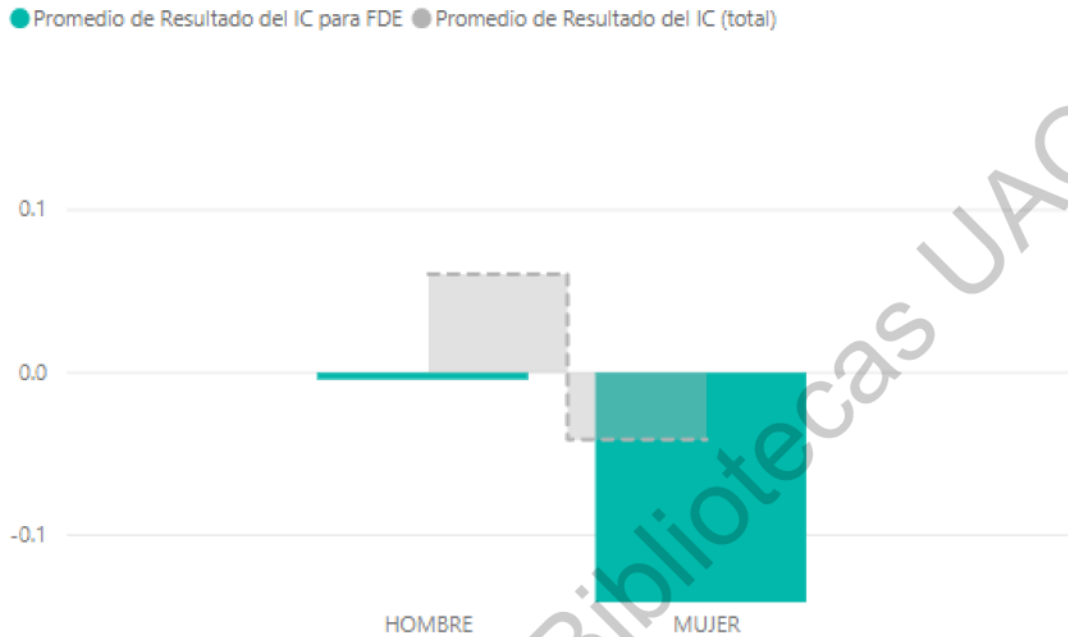 Promedio de Resultado del IC para FDE Promedio de Resultado del IC (total)
0.1
0.0
-0.1
HOMBRE MUJER
Bibliotecas UAQ